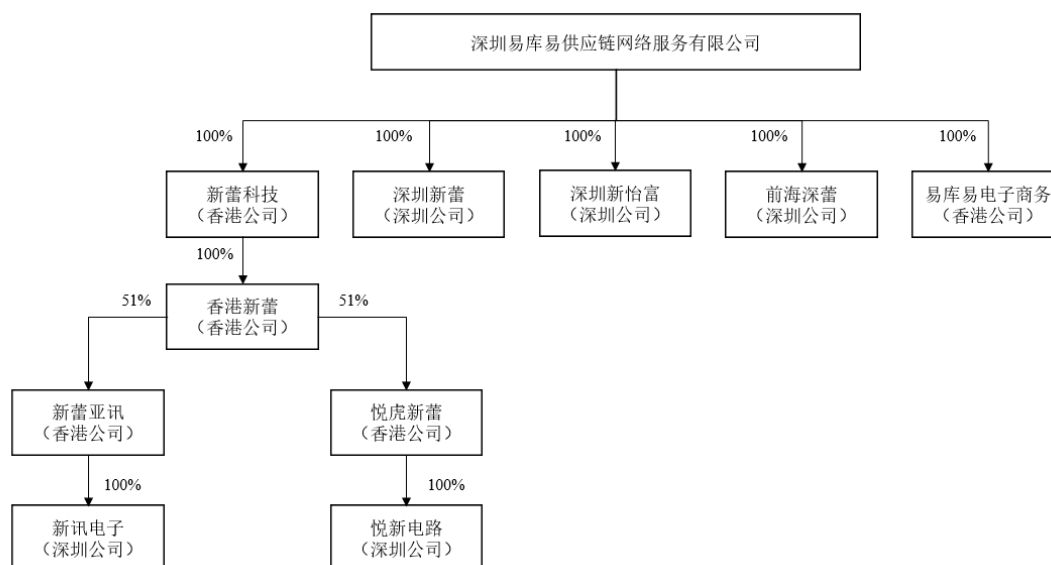 深圳易库易供应链网络服务有限公司
100%
100%
100%
100%
100%
新蕾科技
（香港公司）
深圳新蕾
（深圳公司）
深圳新怡富
（深圳公司）
前海深蕾
（深圳公司）
易库易电子商务
（香港公司）
100%
香港新蕾
（香港公司）
51%
51%
新蕾亚讯
（香港公司）
悦虎新蕾
（香港公司）
100%
100%
新讯电子
（深圳公司）
悦新电路
（深圳公司）